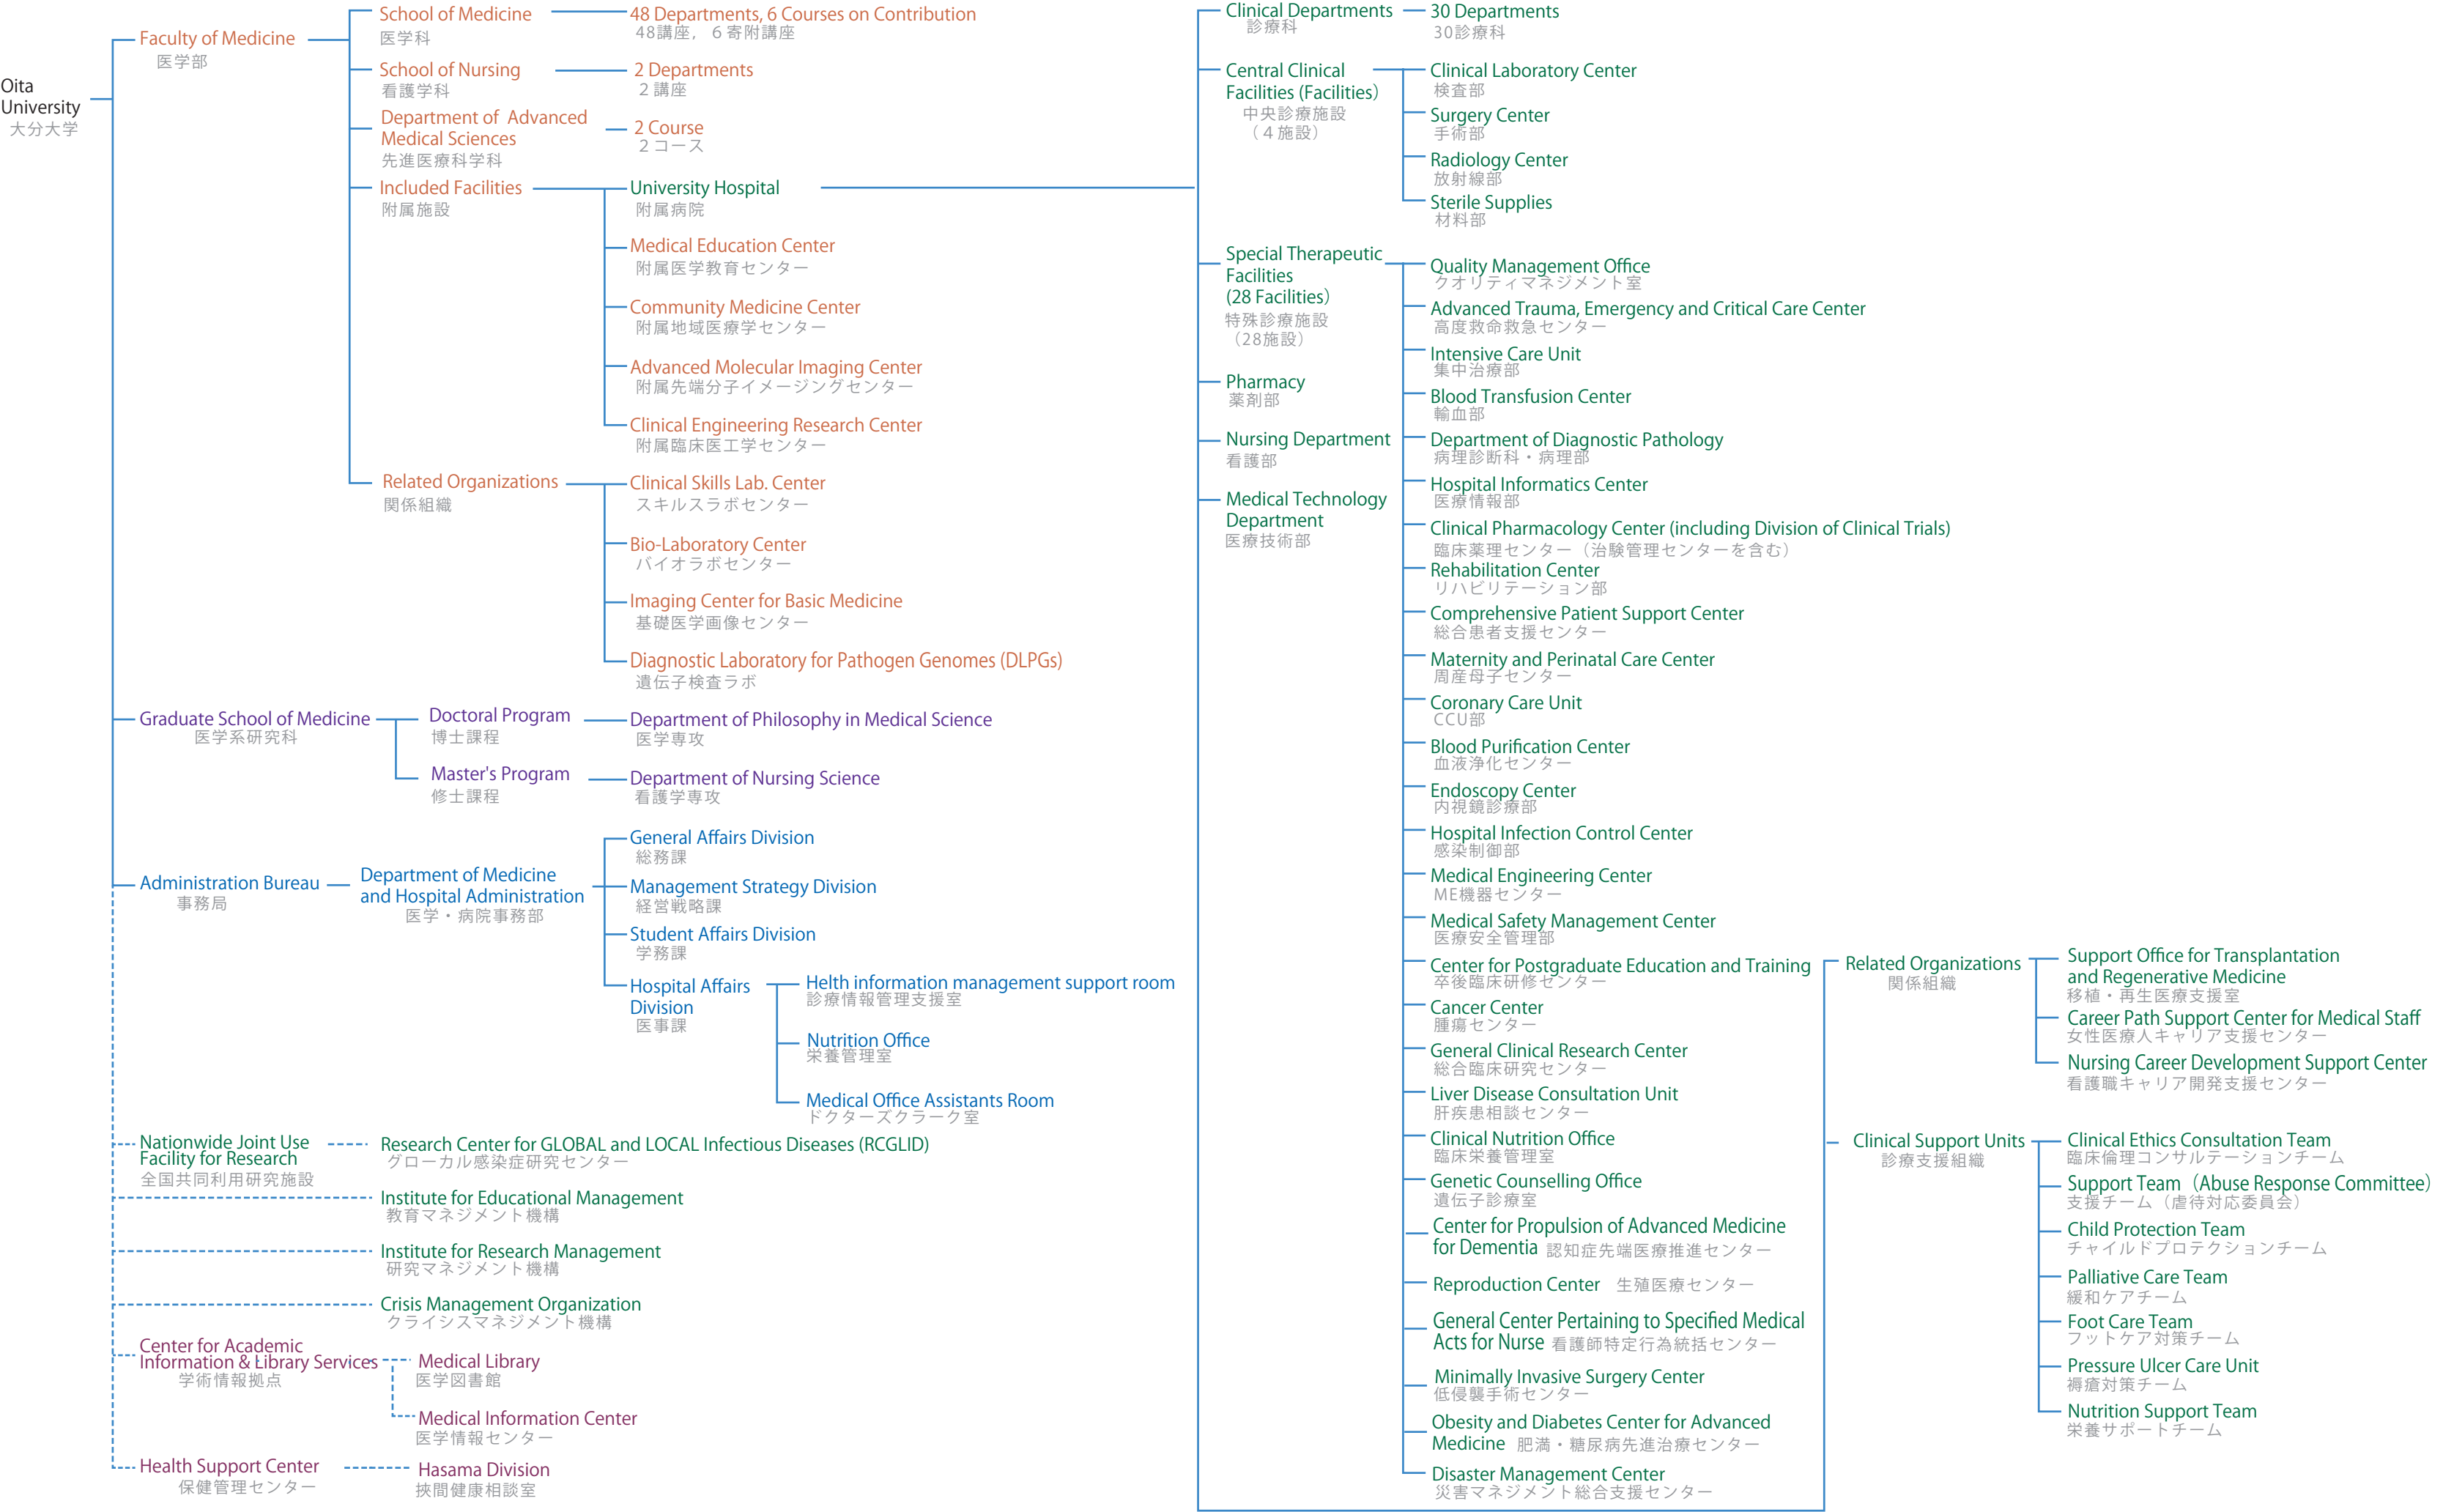 Oita
University
大分大学
Faculty of Medicine
医学部
School of Medicine
医学科
48 Departments, 6 Courses on Contribution
48講座，６寄附講座
School of Nursing
看護学科
2 Departments
２講座
Department of Advanced
Medical Sciences
先進医療科学科
2 Course
２コース
Included Facilities
附属施設
University Hospital
附属病院
Medical Education Center
附属医学教育センター
Community Medicine Center
附属地域医療学センター
Advanced Molecular Imaging Center
附属先端分子イメージングセンター
Clinical Engineering Research Center
附属臨床医工学センター
Related Organizations
関係組織
Clinical Skills Lab. Center
スキルスラボセンター
Bio-Laboratory Center
バイオラボセンター
Imaging Center for Basic Medicine
基礎医学画像センター
Diagnostic Laboratory for Pathogen Genomes (DLPGs)
遺伝子検査ラボ
Graduate School of Medicine
医学系研究科
Doctoral Program
博士課程
Department of Philosophy in Medical Science
医学専攻
Master's Program
修士課程
Department of Nursing Science
看護学専攻
Administration Bureau
事務局
Department of Medicine
and Hospital Administration
医学・病院事務部
General Affairs Division
総務課
Management Strategy Division
経営戦略課
Student Affairs Division
学務課
Hospital Affairs
Division
医事課
Helth information management support room
診療情報管理支援室
Nutrition Office
栄養管理室
Medical Office Assistants Room
ドクターズクラーク室
Nationwide Joint Use
Facility for Research
全国共同利用研究施設
Research Center for GLOBAL and LOCAL Infectious Diseases (RCGLID)
グローカル感染症研究センター
Institute for Educational Management
教育マネジメント機構
Institute for Research Management
研究マネジメント機構
Crisis Management Organization
クライシスマネジメント機構
Center for Academic
Information & Library Services
学術情報拠点
Medical Library
医学図書館
Medical Information Center
医学情報センター
Health Support Center
保健管理センター
Hasama Division
挾間健康相談室
Clinical Departments
診療科
30 Departments
30診療科
Central Clinical
Facilities (Facilities）
中央診療施設
（４施設）
Clinical Laboratory Center
検査部
Surgery Center
手術部
Radiology Center
放射線部
Sterile Supplies
材料部
Special Therapeutic
Facilities
(28 Facilities）
特殊診療施設
（28施設）
Pharmacy
薬剤部
Nursing Department
看護部
Medical Technology
Department
医療技術部
Quality Management Office
クオリティマネジメント室
Advanced Trauma, Emergency and Critical Care Center
高度救命救急センター
Intensive Care Unit
集中治療部
Blood Transfusion Center
輸血部
Department of Diagnostic Pathology
病理診断科・病理部
Hospital Informatics Center
医療情報部
Clinical Pharmacology Center (including Division of Clinical Trials)
臨床薬理センター（治験管理センターを含む）
Rehabilitation Center
リハビリテーション部
Comprehensive Patient Support Center
総合患者支援センター
Maternity and Perinatal Care Center
周産母子センター
Coronary Care Unit
CCU部
Blood Purification Center
血液浄化センター
Endoscopy Center
内視鏡診療部
Hospital Infection Control Center
感染制御部
Medical Engineering Center
ME機器センター
Medical Safety Management Center
医療安全管理部
Center for Postgraduate Education and Training
卒後臨床研修センター
Cancer Center
腫瘍センター
General Clinical Research Center
総合臨床研究センター
Liver Disease Consultation Unit
肝疾患相談センター
Clinical Nutrition Office
臨床栄養管理室
Genetic Counselling Office
遺伝子診療室
Center for Propulsion of Advanced Medicine
for Dementia 認知症先端医療推進センター
Reproduction Center 生殖医療センター
General Center Pertaining to Specified Medical
Acts for Nurse 看護師特定行為統括センター
Minimally Invasive Surgery Center
低侵襲手術センター
Obesity and Diabetes Center for Advanced
Medicine 肥満・糖尿病先進治療センター
Disaster Management Center
災害マネジメント総合支援センター
Related Organizations
関係組織
Support Office for Transplantation
and Regenerative Medicine
移植・再生医療支援室
Career Path Support Center for Medical Staff
女性医療人キャリア支援センター
Nursing Career Development Support Center
看護職キャリア開発支援センター
Clinical Support Units
診療支援組織
Clinical Ethics Consultation Team
臨床倫理コンサルテーションチーム
Support Team（Abuse Response Committee）
支援チーム（虐待対応委員会）
Child Protection Team
チャイルドプロテクションチーム
Palliative Care Team
緩和ケアチーム
Foot Care Team
フットケア対策チーム
Pressure Ulcer Care Unit
褥瘡対策チーム
Nutrition Support Team
栄養サポートチーム